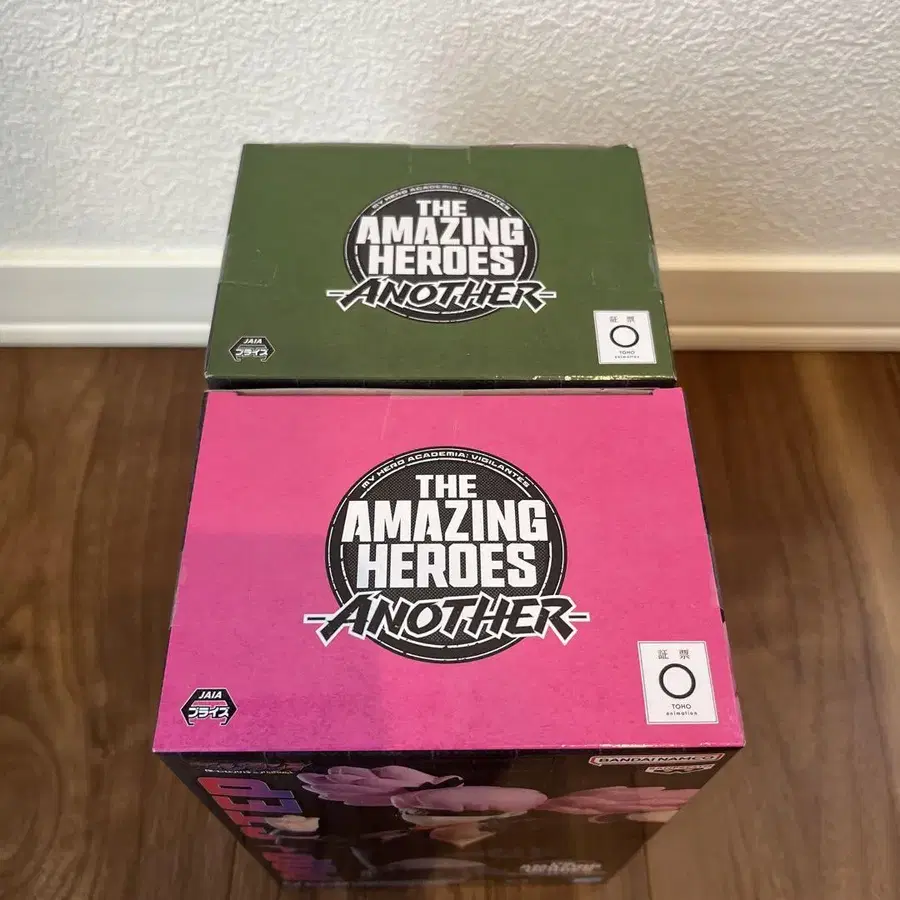 MY HERO ACADEMIA: VIGILANTES
THE
AMAZING
HEROES
-ANOTHER-
JAIA
プライズ
証票
TOHO
animation
MY HERO ACADEMIA: VIGILANTES
THE
AMAZING
HEROES
-ANOTHER-
JAIA
プライズ
証票
TOHO
animation
BANDAI NAMCO